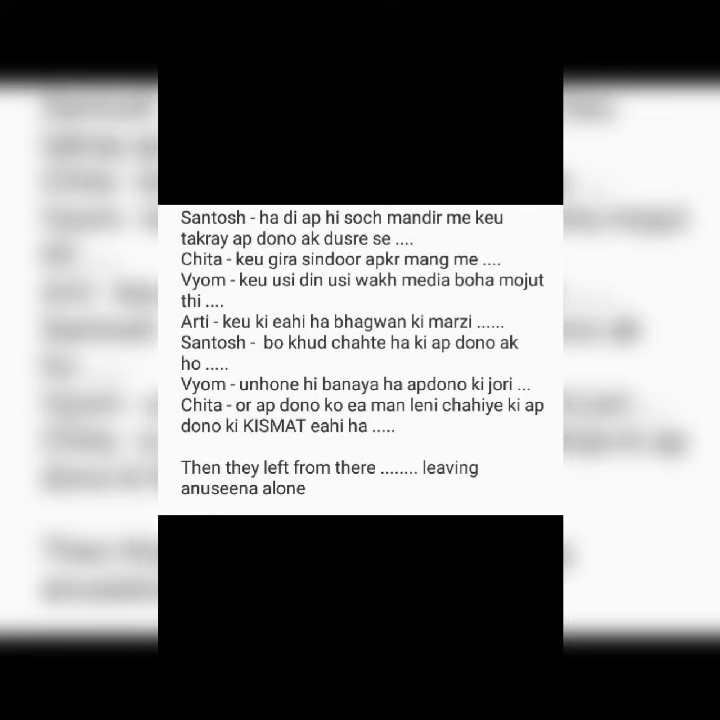 Santosh - ha di ap hi soch mandir me keu
takray ap dono ak dusre se ....
Chita - keu gira sindoor apkr mang me ....
Vyom - keu usi din usi wakh media boha mojut
thi ....
Arti - keu ki eahi ha bhagwan ki marzi ......
Santosh -  bo khud chahte ha ki ap dono ak
ho .....
Vyom - unhone hi banaya ha apdono ki jori ...
Chita - or ap dono ko ea man leni chahiye ki ap
dono ki KISMAT eahi ha .....
Then they left from there ........ leaving
anuseena alone